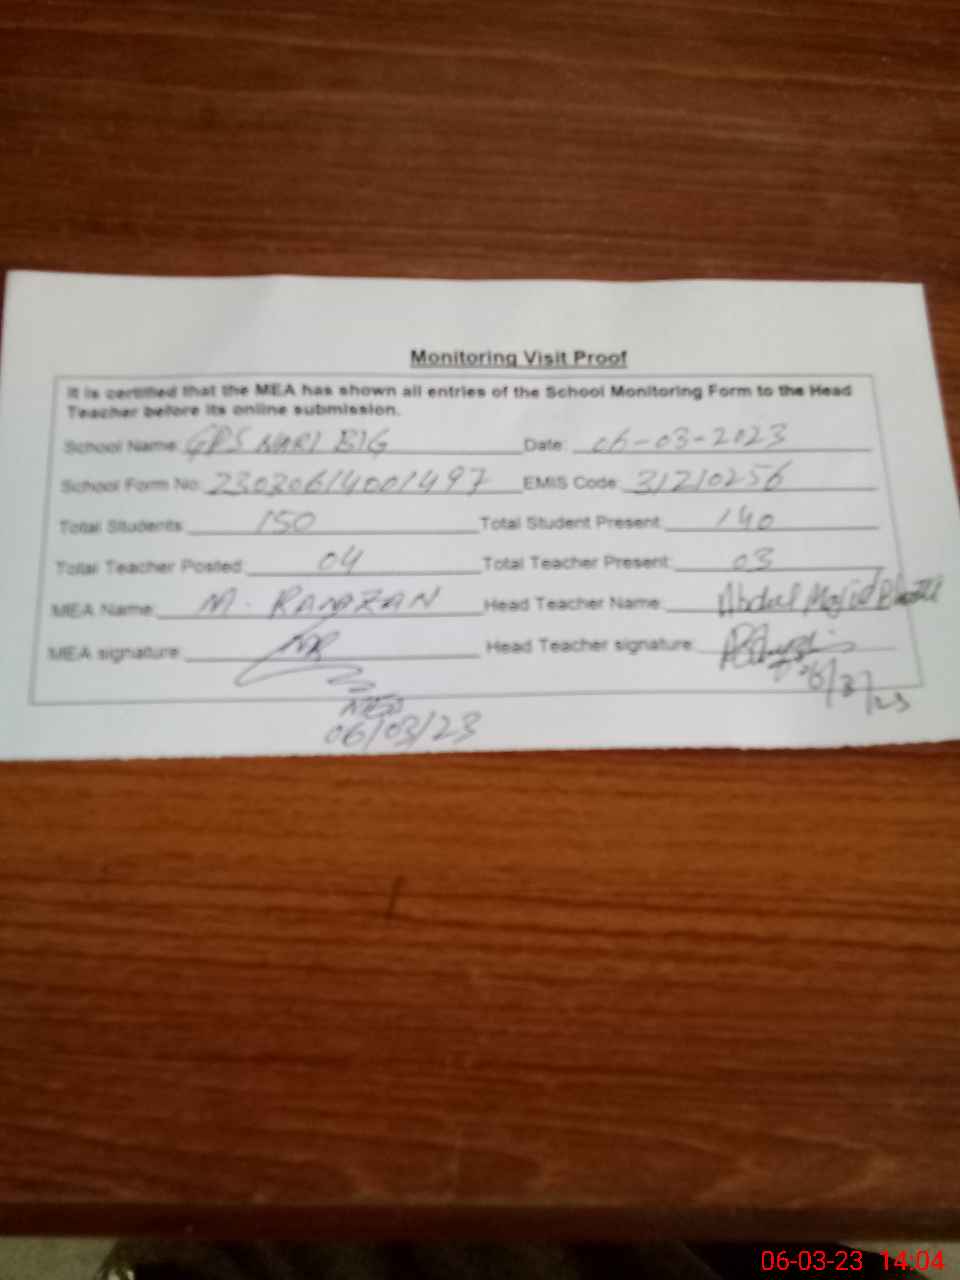 Monitoring Visit Proof
It is certified that the MEA has shown all entries of the School Monitoring Form to the Head
Teacher before its online submission.
School Name: GPS NARI BIG Date: 06-03-2023
School Form No: 23030614001497 EMIS Code: 31210256
Total Students: 150 Total Student Present: 140
Total Teacher Posted: 04 Total Teacher Present: 03
MEA Name: M. RAMZAN Head Teacher Name: Abdul Majid
MEA signature: MR Head Teacher signature:
06/03/23
06-03-23 14:04